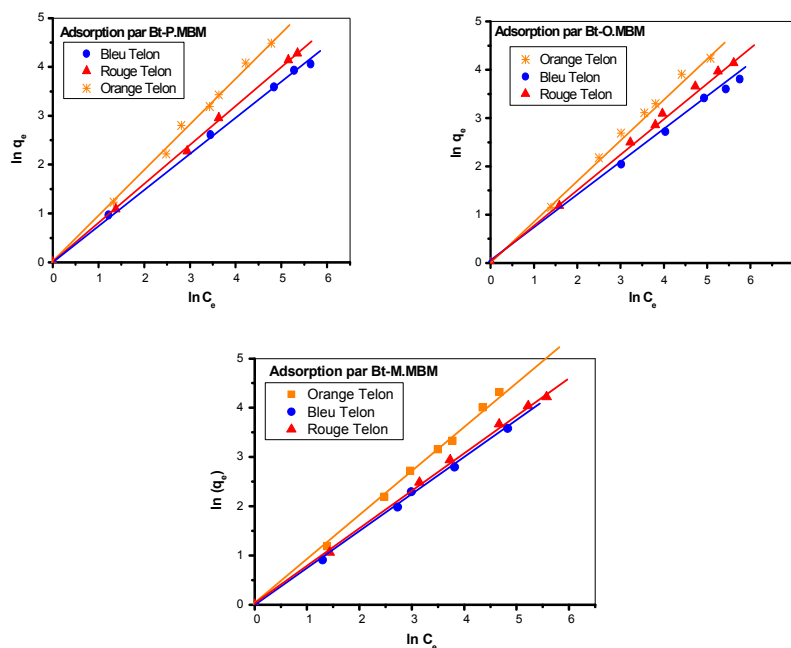 Adsorption par Bt-P.MBM
Bleu Telon
Rouge Telon
Orange Telon
ln qe
5
4
3
2
1
0
0 1 2 3 4 5 6
ln Ce
Adsorption par Bt-O.MBM
Orange Telon
Bleu Telon
Rouge Telon
ln qe
5
4
3
2
1
0
0 1 2 3 4 5 6 7
ln Ce
Adsorption par Bt-M.MBM
Orange Telon
Bleu Telon
Rouge Telon
ln (qe)
5
4
3
2
1
0
0 1 2 3 4 5 6
ln Ce